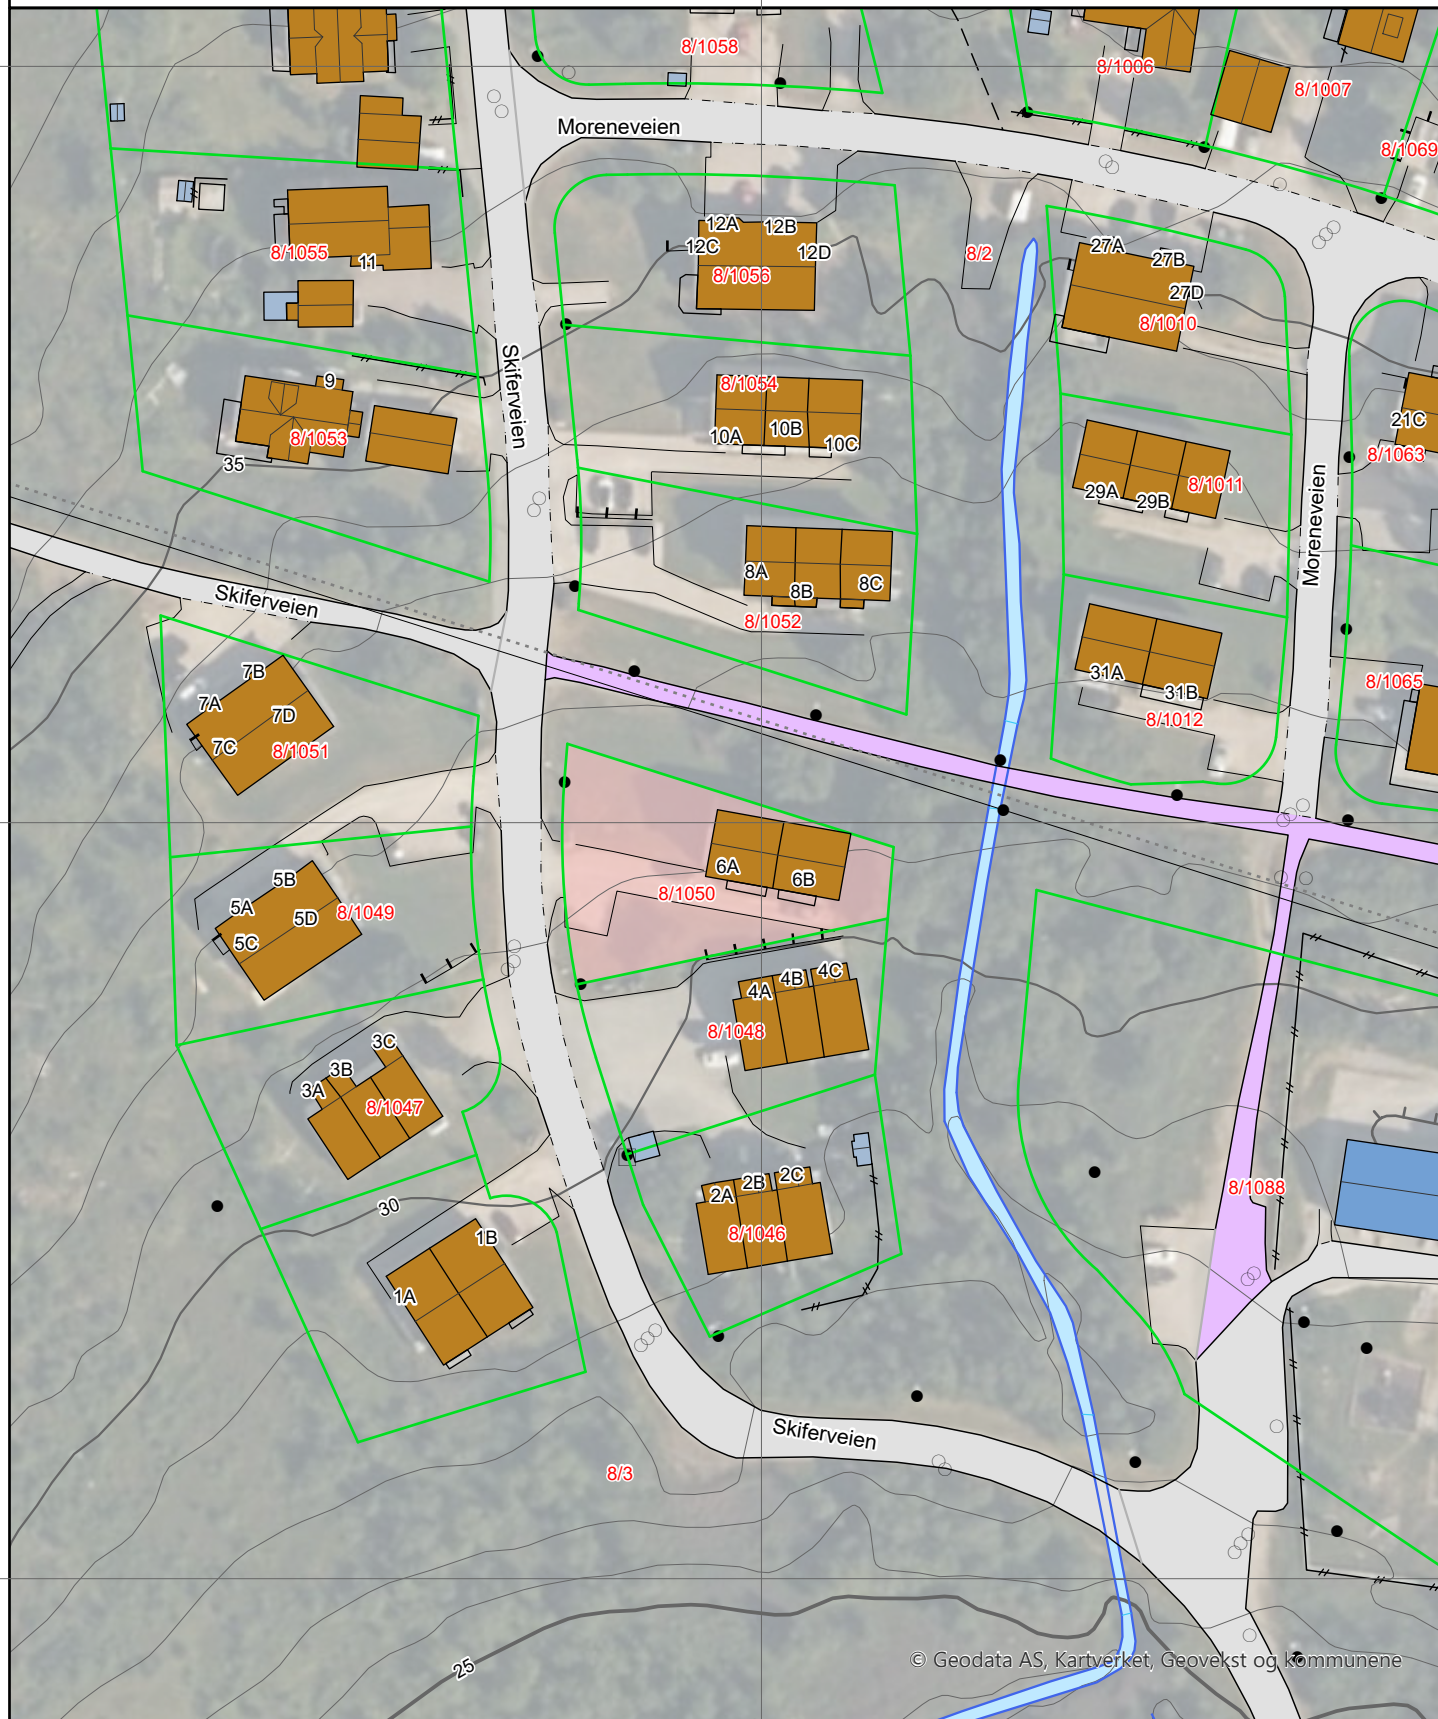 8/1058
8/1006
8/1007
Moreneveien
8/1069
12A
12B
12C
12D
8/1056
8/2
27A
27B
27D
8/1010
8/1055
11
Skiferveien
9
8/1053
35
8/1054
10A
10B
10C
21C
8/1063
29A
29B
8/1011
Moreneveien
8A
8B
8C
8/1052
Skiferveien
31A
31B
8/1012
8/1065
7B
7A
7D
7C
8/1051
6A
6B
8/1050
5B
5A
5D
5C
8/1049
4A
4B
4C
8/1048
3C
3B
3A
8/1047
2A
2B
2C
8/1046
8/1088
30
1B
1A
Skiferveien
8/3
25
© Geodata AS, Kartverket, Geovekst og kommunene